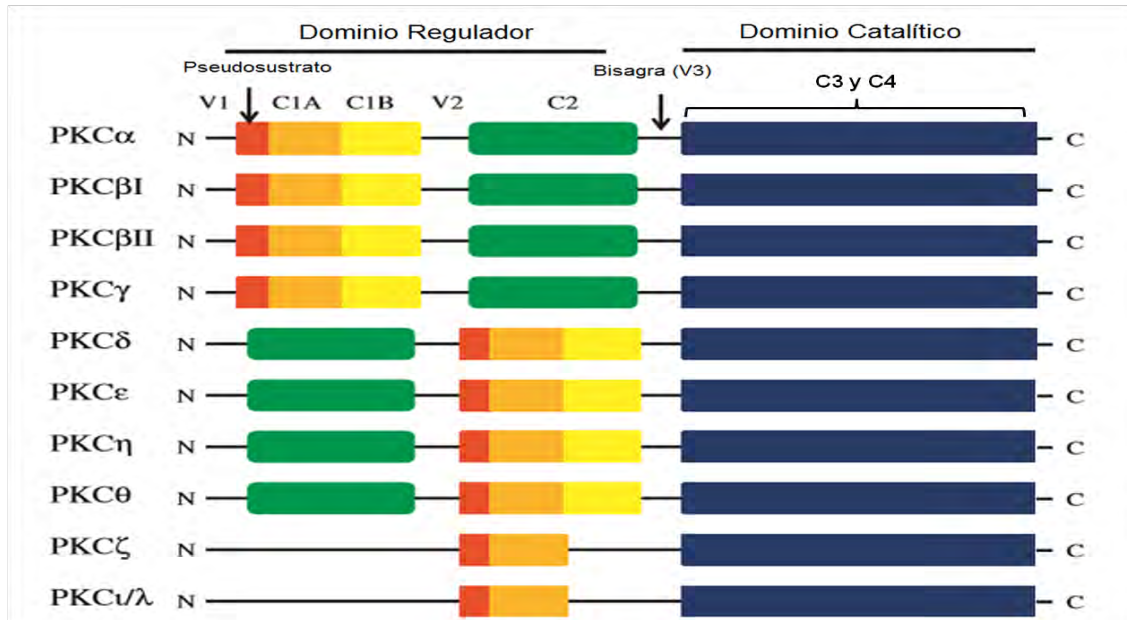 Dominio Regulador Dominio Catalítico
Pseudosustrato Bisagra (V3) C3 y C4
V1 C1A C1B V2 C2
PKCα N C
PKCβI N C
PKCβII N C
PKCγ N C
PKCδ N C
PKCε N C
PKCη N C
PKCθ N C
PKCζ N C
PKCι/λ N C